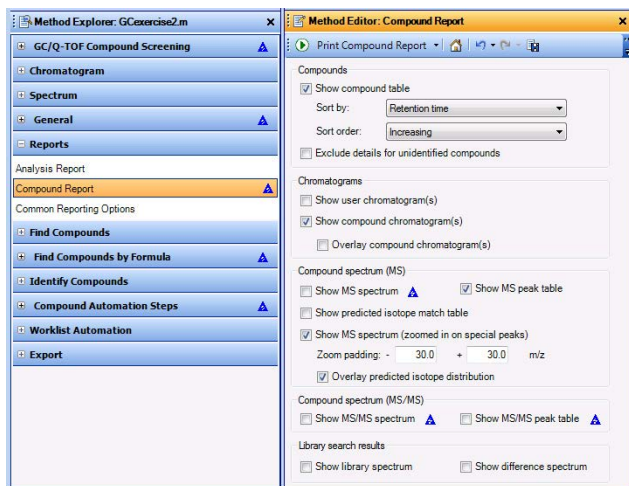 Method Explorer: GCexercise2.m
GC/Q-TOF Compound Screening
Chromatogram
Spectrum
General
Reports
Analysis Report
Compound Report
Common Reporting Options
Find Compounds
Find Compounds by Formula
Identify Compounds
Compound Automation Steps
Worklist Automation
Export
Method Editor: Compound Report
Print Compound Report
Compounds
Show compound table
Sort by: Retention time
Sort order: Increasing
Exclude details for unidentified compounds
Chromatograms
Show user chromatogram(s)
Show compound chromatogram(s)
Overlay compound chromatogram(s)
Compound spectrum (MS)
Show MS spectrum Show MS peak table
Show predicted isotope match table
Show MS spectrum (zoomed in on special peaks)
Zoom padding: - 30.0 + 30.0 m/z
Overlay predicted isotope distribution
Compound spectrum (MS/MS)
Show MS/MS spectrum Show MS/MS peak table
Library search results
Show library spectrum Show difference spectrum